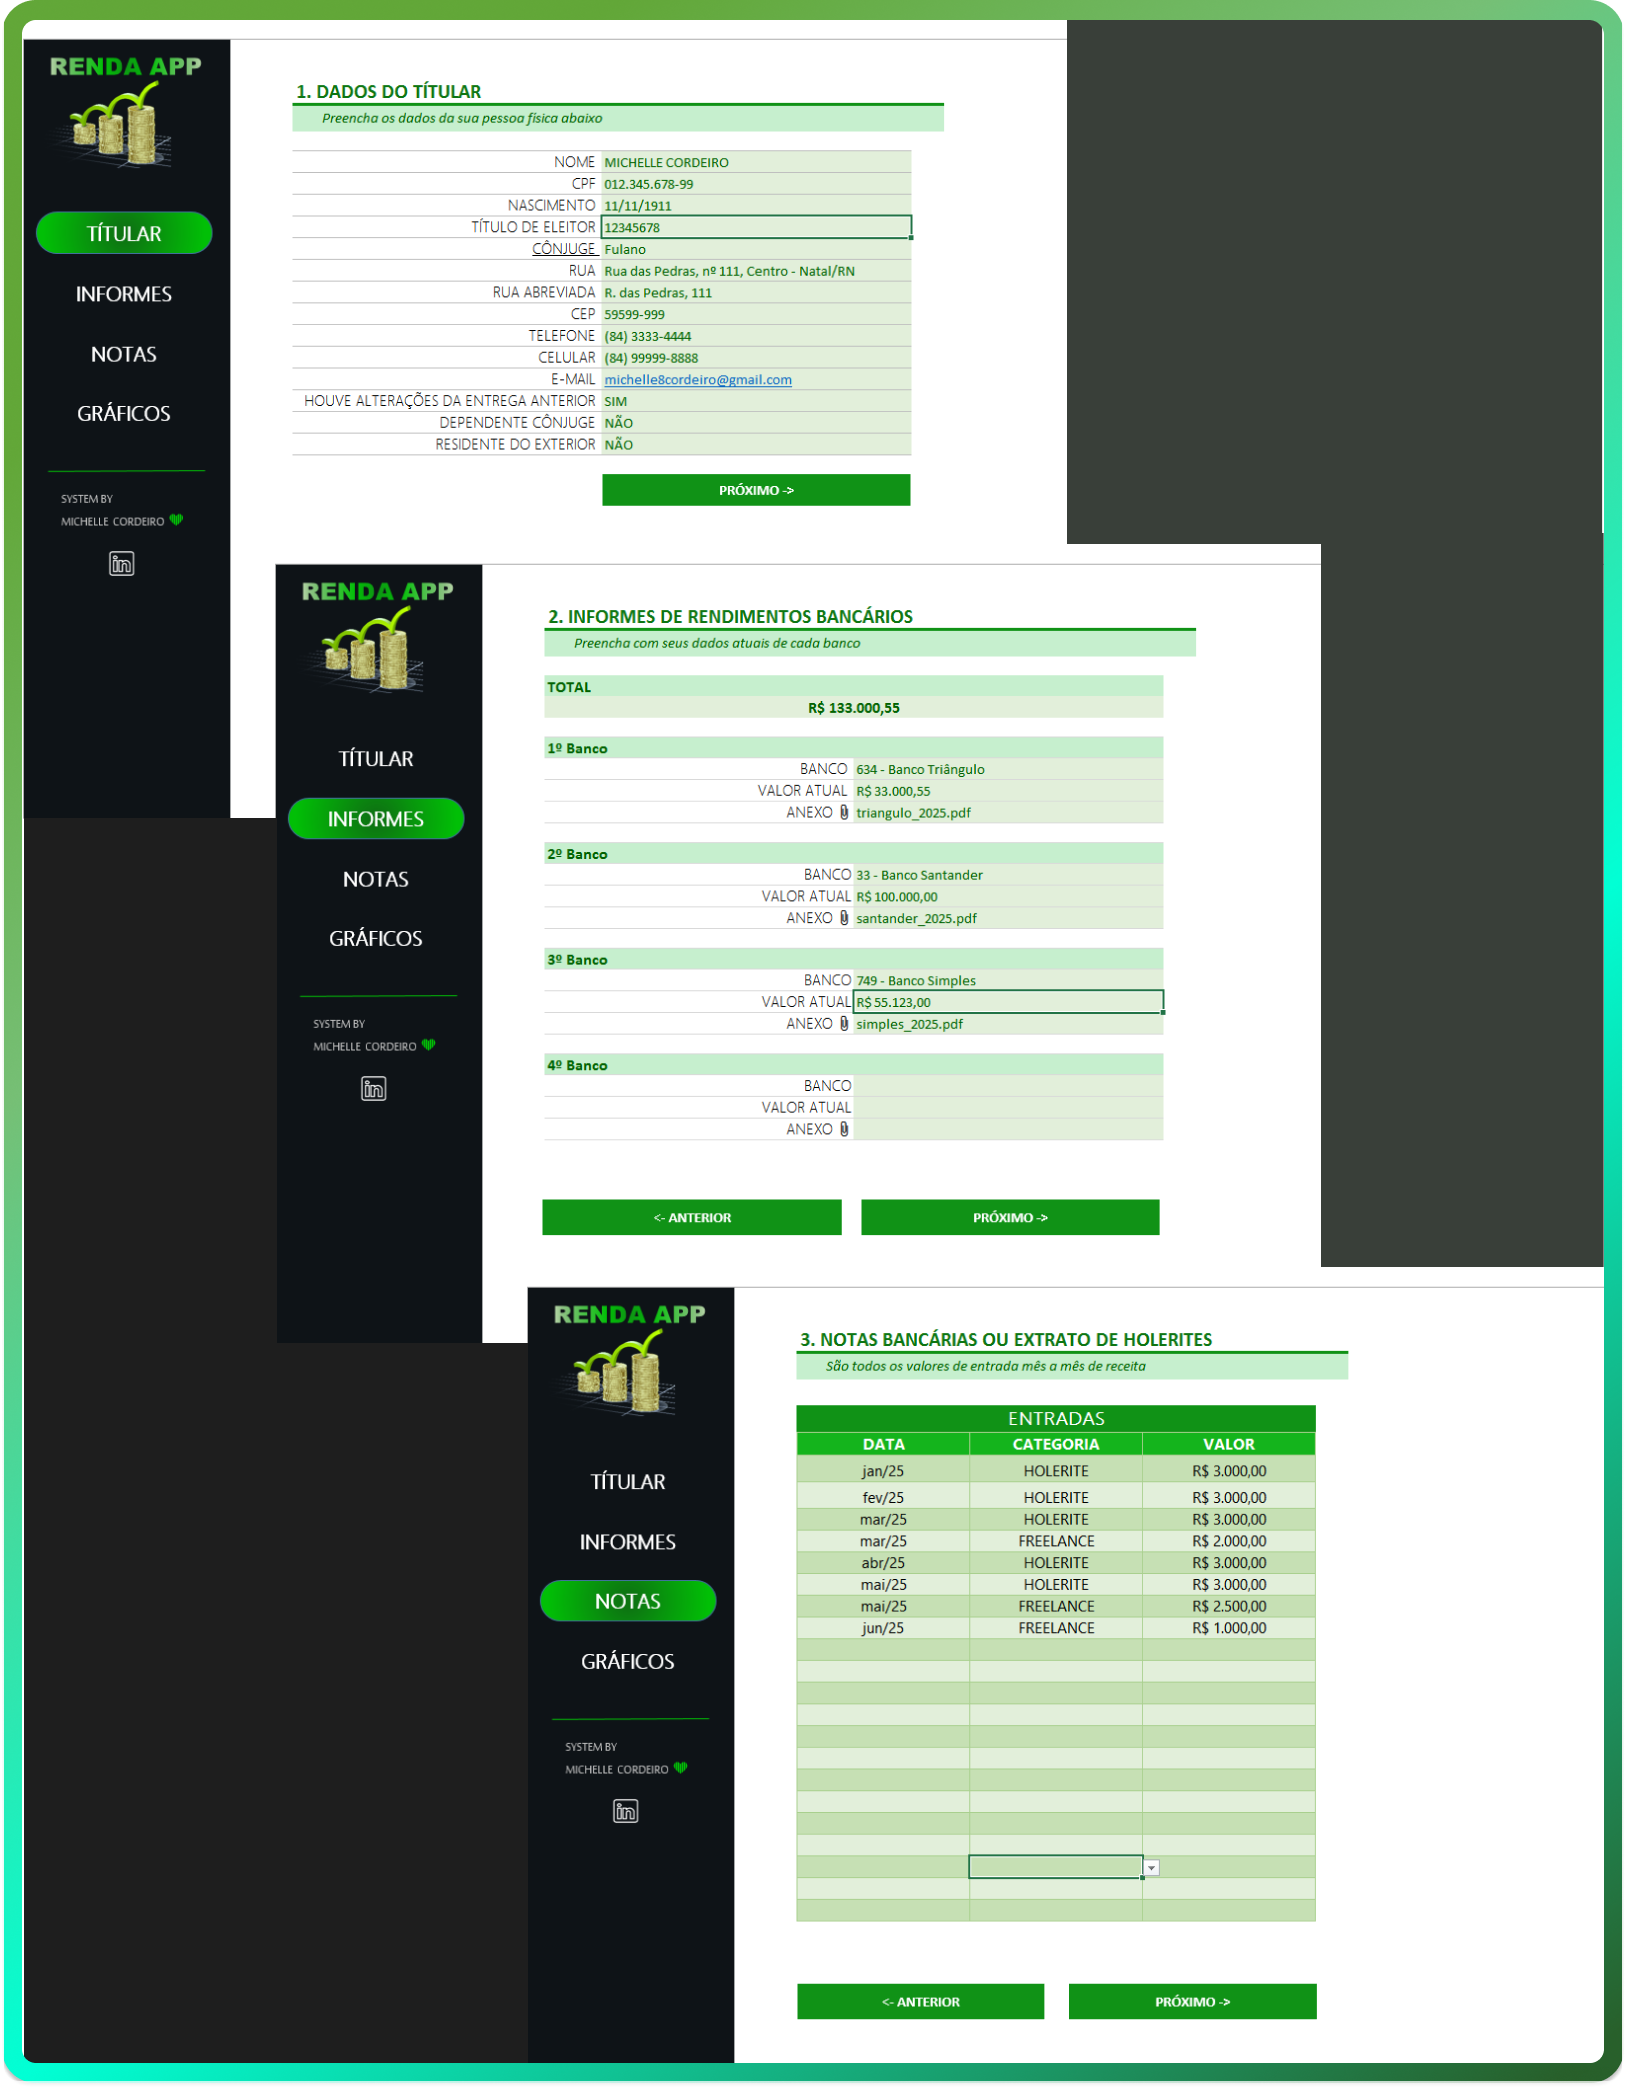 RENDA APP
TÍTULAR
INFORMES
NOTAS
GRÁFICOS
SYSTEM BY
MICHELLE CORDEIRO
in
1. DADOS DO TÍTULAR
Preencha os dados da sua pessoa física abaixo
NOME MICHELLE CORDEIRO
CPF 012.345.678-99
NASCIMENTO 11/11/1911
TÍTULO DE ELEITOR 12345678
CÔNJUGE Fulano
RUA Rua das Pedras, nº 111, Centro - Natal/RN
RUA ABREVIADA R. das Pedras, 111
CEP 59599-999
TELEFONE (84) 3333-4444
CELULAR (84) 99999-8888
E-MAIL michelle8cordeiro@gmail.com
HOUVE ALTERAÇÕES DA ENTREGA ANTERIOR SIM
DEPENDENTE CÔNJUGE NÃO
RESIDENTE DO EXTERIOR NÃO
PRÓXIMO ->
RENDA APP
TÍTULAR
INFORMES
NOTAS
GRÁFICOS
SYSTEM BY
MICHELLE CORDEIRO
in
2. INFORMES DE RENDIMENTOS BANCÁRIOS
Preencha com seus dados atuais de cada banco
TOTAL
R$ 133.000,55
1º Banco
BANCO 634 - Banco Triângulo
VALOR ATUAL R$ 33.000,55
ANEXO triangulo_2025.pdf
2º Banco
BANCO 33 - Banco Santander
VALOR ATUAL R$ 100.000,00
ANEXO santander_2025.pdf
3º Banco
BANCO 749 - Banco Simples
VALOR ATUAL R$ 55.123,00
ANEXO simples_2025.pdf
4º Banco
BANCO
VALOR ATUAL
ANEXO
<- ANTERIOR PRÓXIMO ->
RENDA APP
TÍTULAR
INFORMES
NOTAS
GRÁFICOS
SYSTEM BY
MICHELLE CORDEIRO
in
3. NOTAS BANCÁRIAS OU EXTRATO DE HOLERITES
São todos os valores de entrada mês a mês de receita
ENTRADAS
DATA CATEGORIA VALOR
jan/25 HOLERITE R$ 3.000,00
fev/25 HOLERITE R$ 3.000,00
mar/25 HOLERITE R$ 3.000,00
mar/25 FREELANCE R$ 2.000,00
abr/25 HOLERITE R$ 3.000,00
mai/25 HOLERITE R$ 3.000,00
mai/25 FREELANCE R$ 2.500,00
jun/25 FREELANCE R$ 1.000,00
<- ANTERIOR PRÓXIMO ->